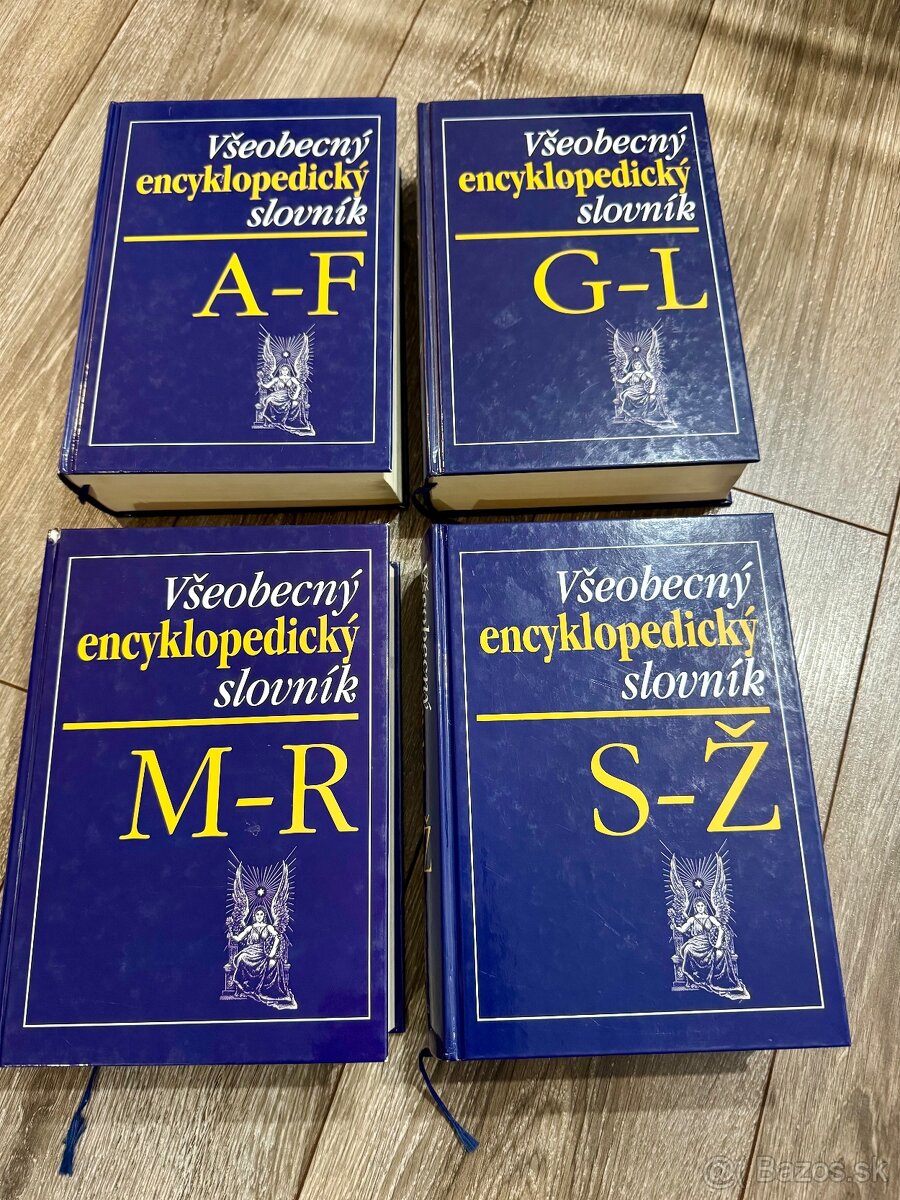 Všeobecný
encyklopedický
slovník
A-F
Všeobecný
encyklopedický
slovník
G-L
Všeobecný
encyklopedický
slovník
M-R
Všeobecný
encyklopedický
slovník
S-Ž
Bazos.sk